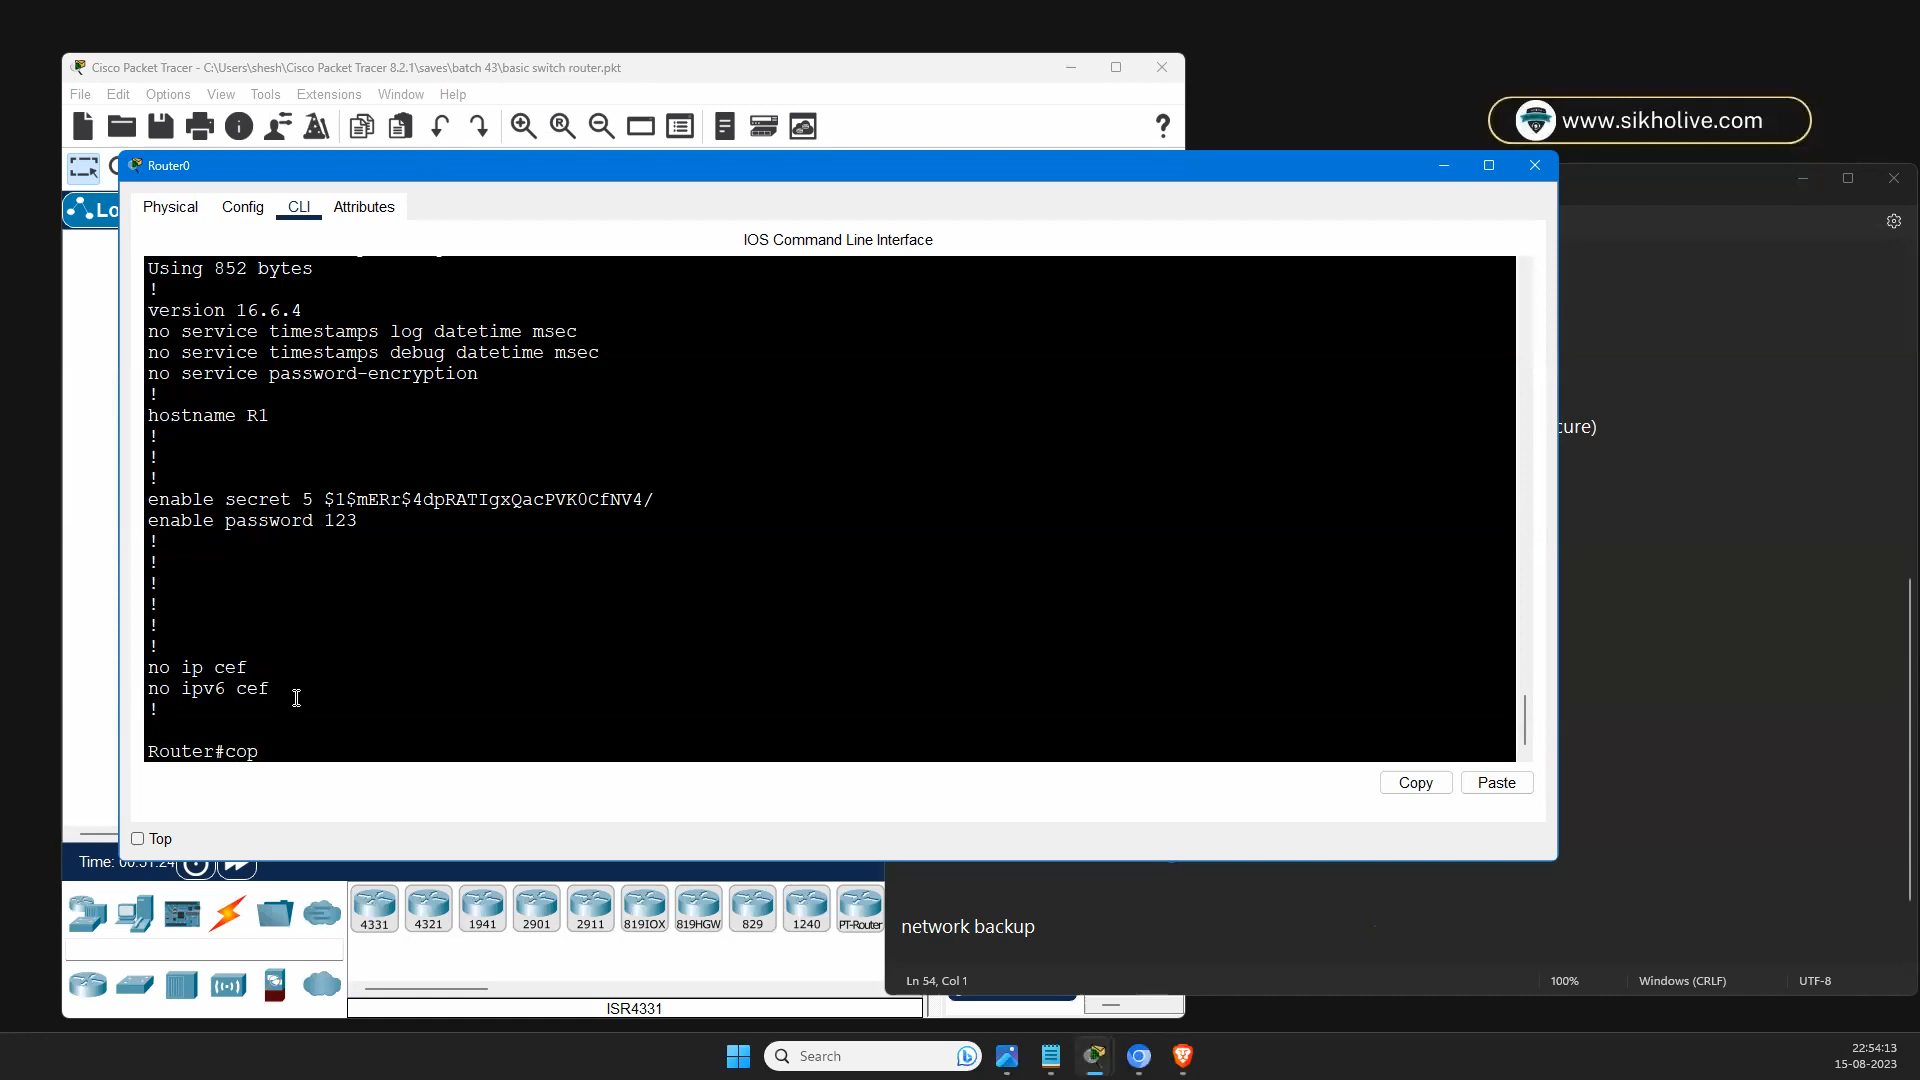 Cisco Packet Tracer - C:\Users\shesh\Cisco Packet Tracer 8.2.1\saves\batch 43\basic switch router.pkt
File Edit Options View Tools Extensions Window Help
www.sikholive.com
Router0
Lo
Physical Config CLI Attributes
IOS Command Line Interface
Using 852 bytes
!
version 16.6.4
no service timestamps log datetime msec
no service timestamps debug datetime msec
no service password-encryption
!
hostname R1
!
!
!
enable secret 5 $1$mERr$4dpRATIgxQacPVK0CfNV4/
enable password 123
!
!
!
!
!
!
no ip cef
no ipv6 cef
!
Router#cop
cure)
Copy Paste
Top
Time: 00:31:24
4331 4321 1941 2901 2911 819IOX 819HGW 829 1240 PT-Router
network backup
Ln 54, Col 1 100% Windows (CRLF) UTF-8
ISR4331
Search
22:54:13
15-08-2023